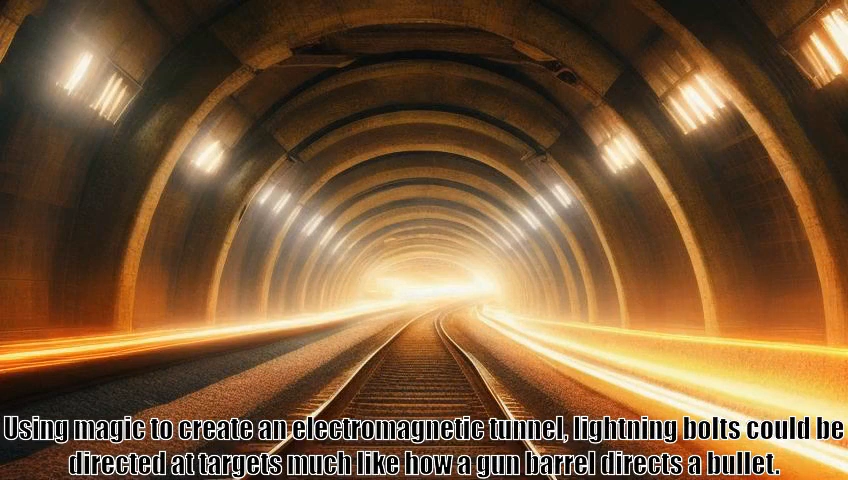 Using magic to create an electromagnetic tunnel, lightning bolts could be
directed at targets much like how a gun barrel directs a bullet.